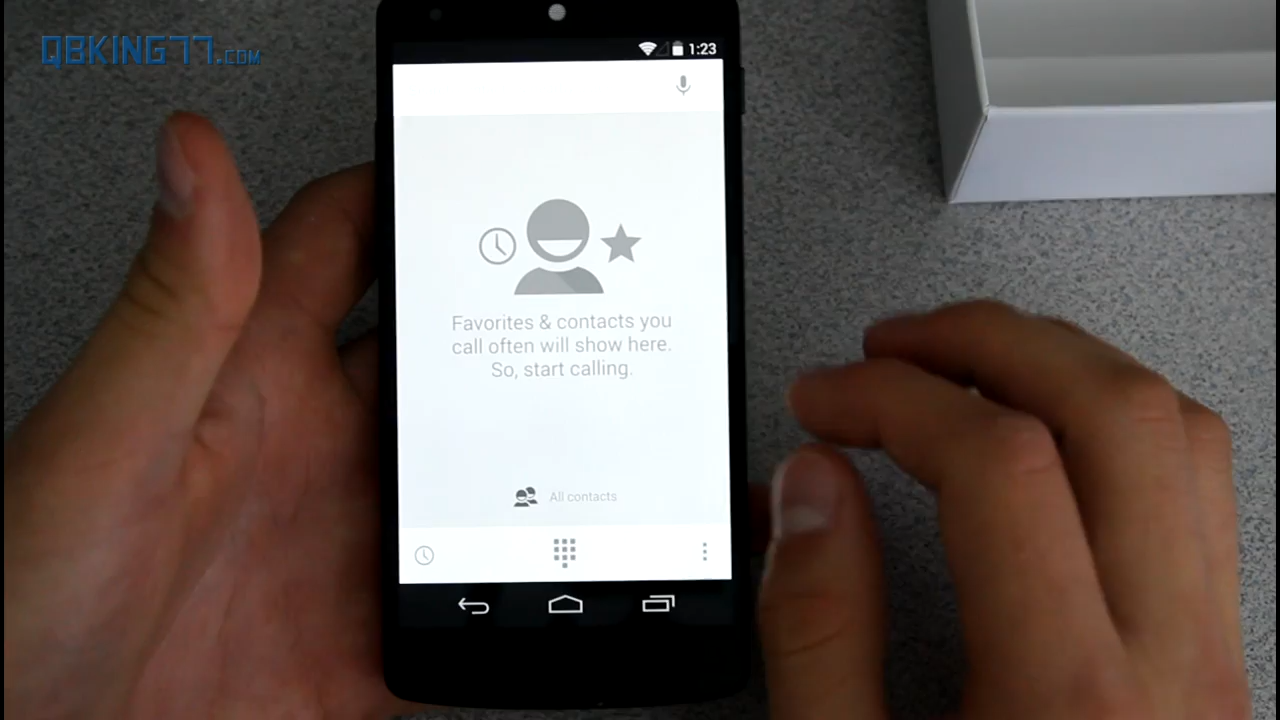 QBKING77.COM
1:23
Favorites & contacts you
call often will show here.
So, start calling.
All contacts